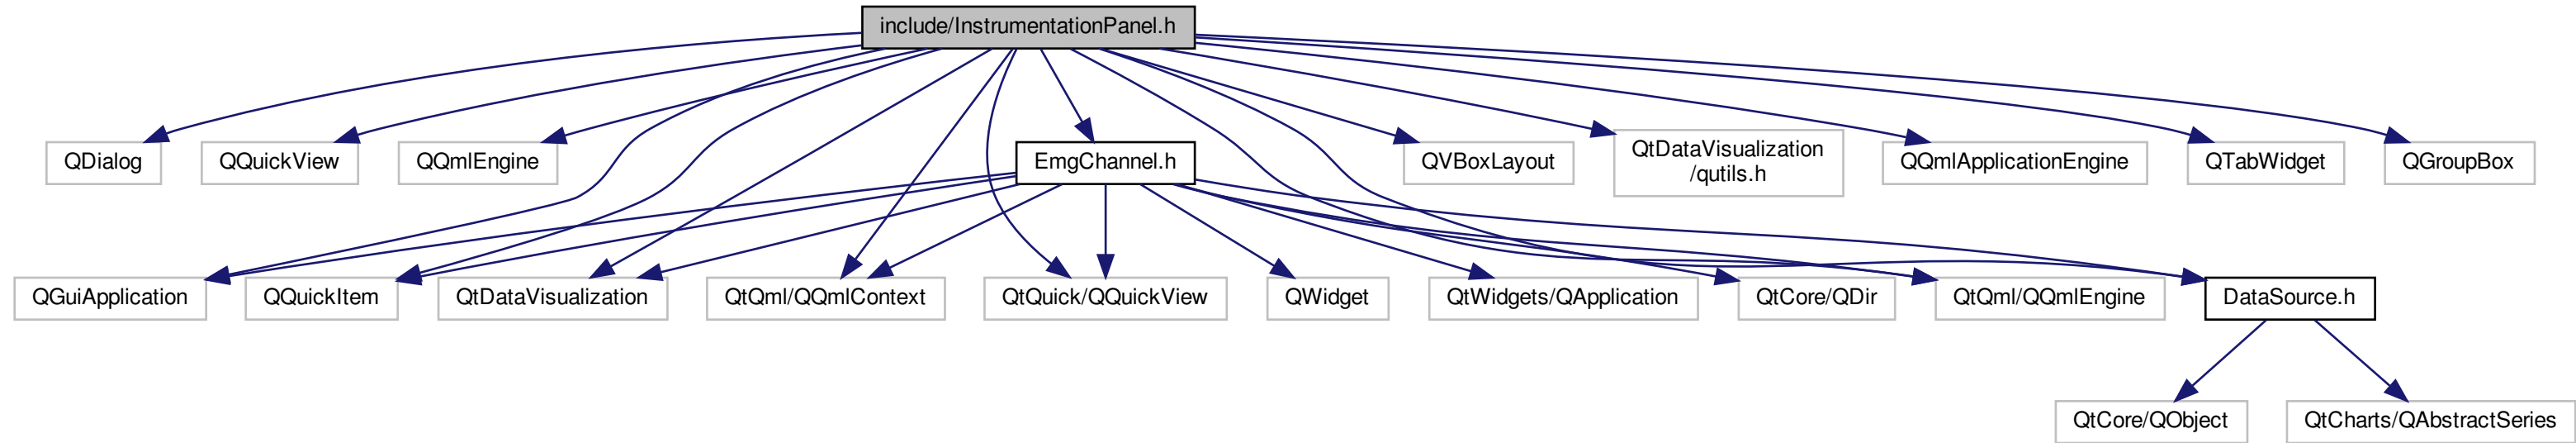 include/InstrumentationPanel.h
QDialog
QQuickView
QQmlEngine
EmgChannel.h
QVBoxLayout
QtDataVisualization
/qutils.h
QQmlApplicationEngine
QTabWidget
QGroupBox
QGuiApplication
QQuickItem
QtDataVisualization
QtQml/QQmlContext
QtQuick/QQuickView
QWidget
QtWidgets/QApplication
QtCore/QDir
QtQml/QQmlEngine
DataSource.h
QtCore/QObject
QtCharts/QAbstractSeries